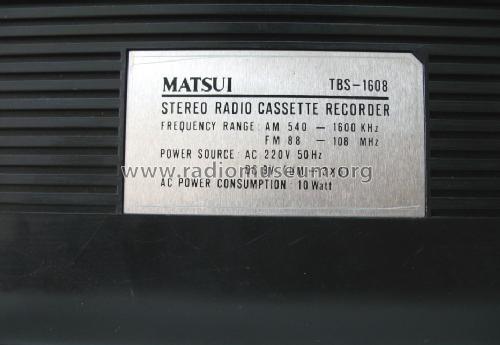 MATSUI TBS-1608
STEREO RADIO CASSETTE RECORDER
FREQUENCY RANGE: AM 540 — 1600 KHz
FM 88 — 108 MHz
POWER SOURCE: AC 220V 50Hz
www.radiomuseum.org
AC POWER CONSUMPTION: 10 Watt